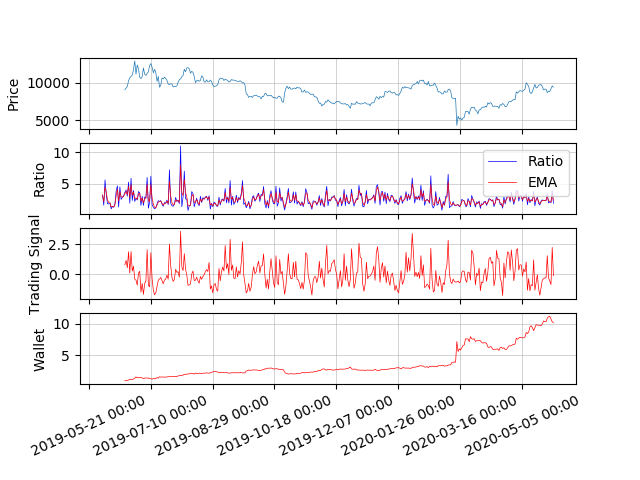 Price
10000
5000
Ratio
10
5
Ratio
EMA
Trading Signal
2.5
0.0
Wallet
10
5
2019-05-21 00:00
2019-07-10 00:00
2019-08-29 00:00
2019-10-18 00:00
2019-12-07 00:00
2020-01-26 00:00
2020-03-16 00:00
2020-05-05 00:00